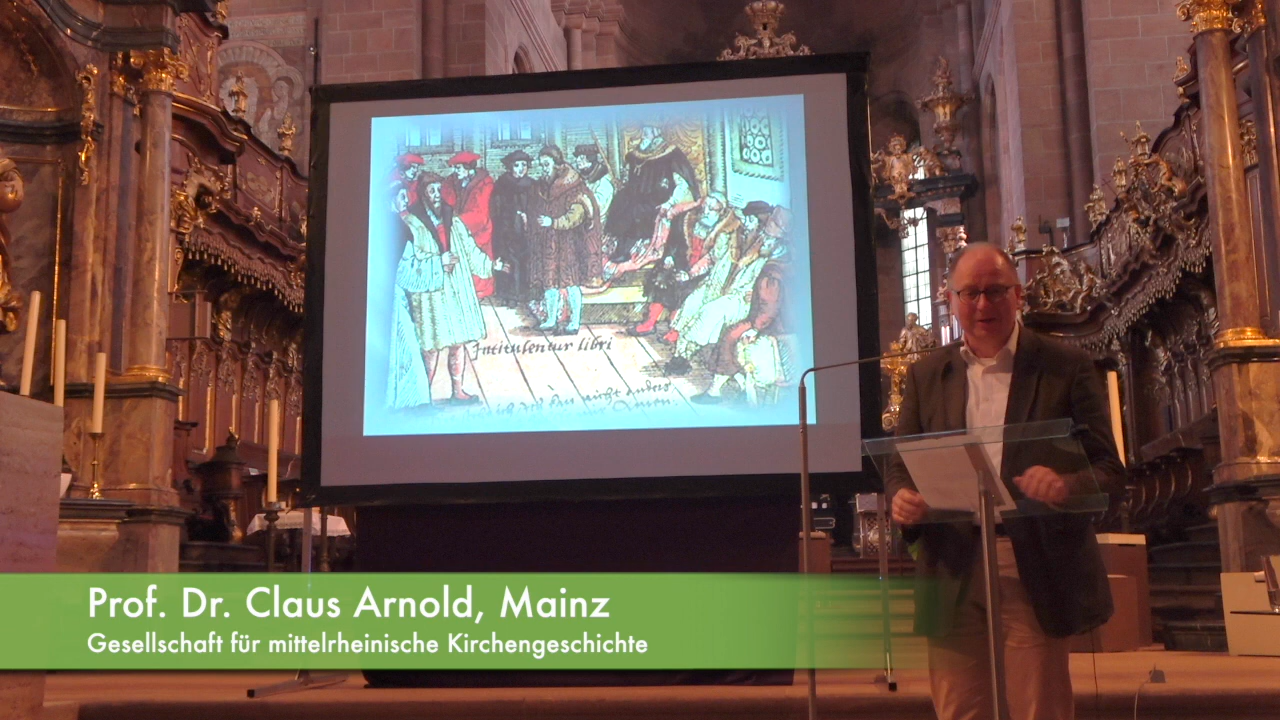 Intitulentur libri
Prof. Dr. Claus Arnold, Mainz
Gesellschaft für mittelrheinische Kirchengeschichte